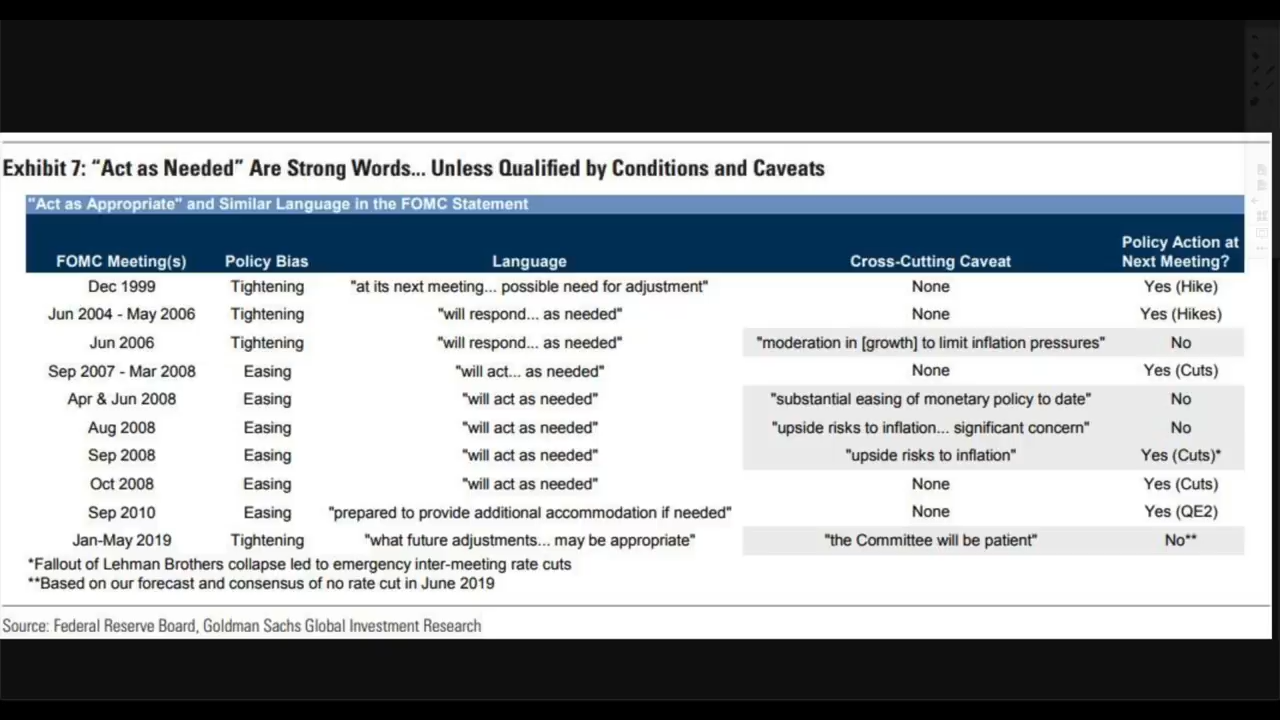 Exhibit 7: “Act as Needed” Are Strong Words... Unless Qualified by Conditions and Caveats
"Act as Appropriate" and Similar Language in the FOMC Statement
FOMC Meeting(s) Policy Bias Language Cross-Cutting Caveat Policy Action at Next Meeting?
Dec 1999 Tightening "at its next meeting... possible need for adjustment" None Yes (Hike)
Jun 2004 - May 2006 Tightening "will respond... as needed" None Yes (Hikes)
Jun 2006 Tightening "will respond... as needed" "moderation in [growth] to limit inflation pressures" No
Sep 2007 - Mar 2008 Easing "will act... as needed" None Yes (Cuts)
Apr & Jun 2008 Easing "will act as needed" "substantial easing of monetary policy to date" No
Aug 2008 Easing "will act as needed" "upside risks to inflation... significant concern" No
Sep 2008 Easing "will act as needed" "upside risks to inflation" Yes (Cuts)*
Oct 2008 Easing "will act as needed" None Yes (Cuts)
Sep 2010 Easing "prepared to provide additional accommodation if needed" None Yes (QE2)
Jan-May 2019 Tightening "what future adjustments... may be appropriate" "the Committee will be patient" No**
*Fallout of Lehman Brothers collapse led to emergency inter-meeting rate cuts
**Based on our forecast and consensus of no rate cut in June 2019
Source: Federal Reserve Board, Goldman Sachs Global Investment Research